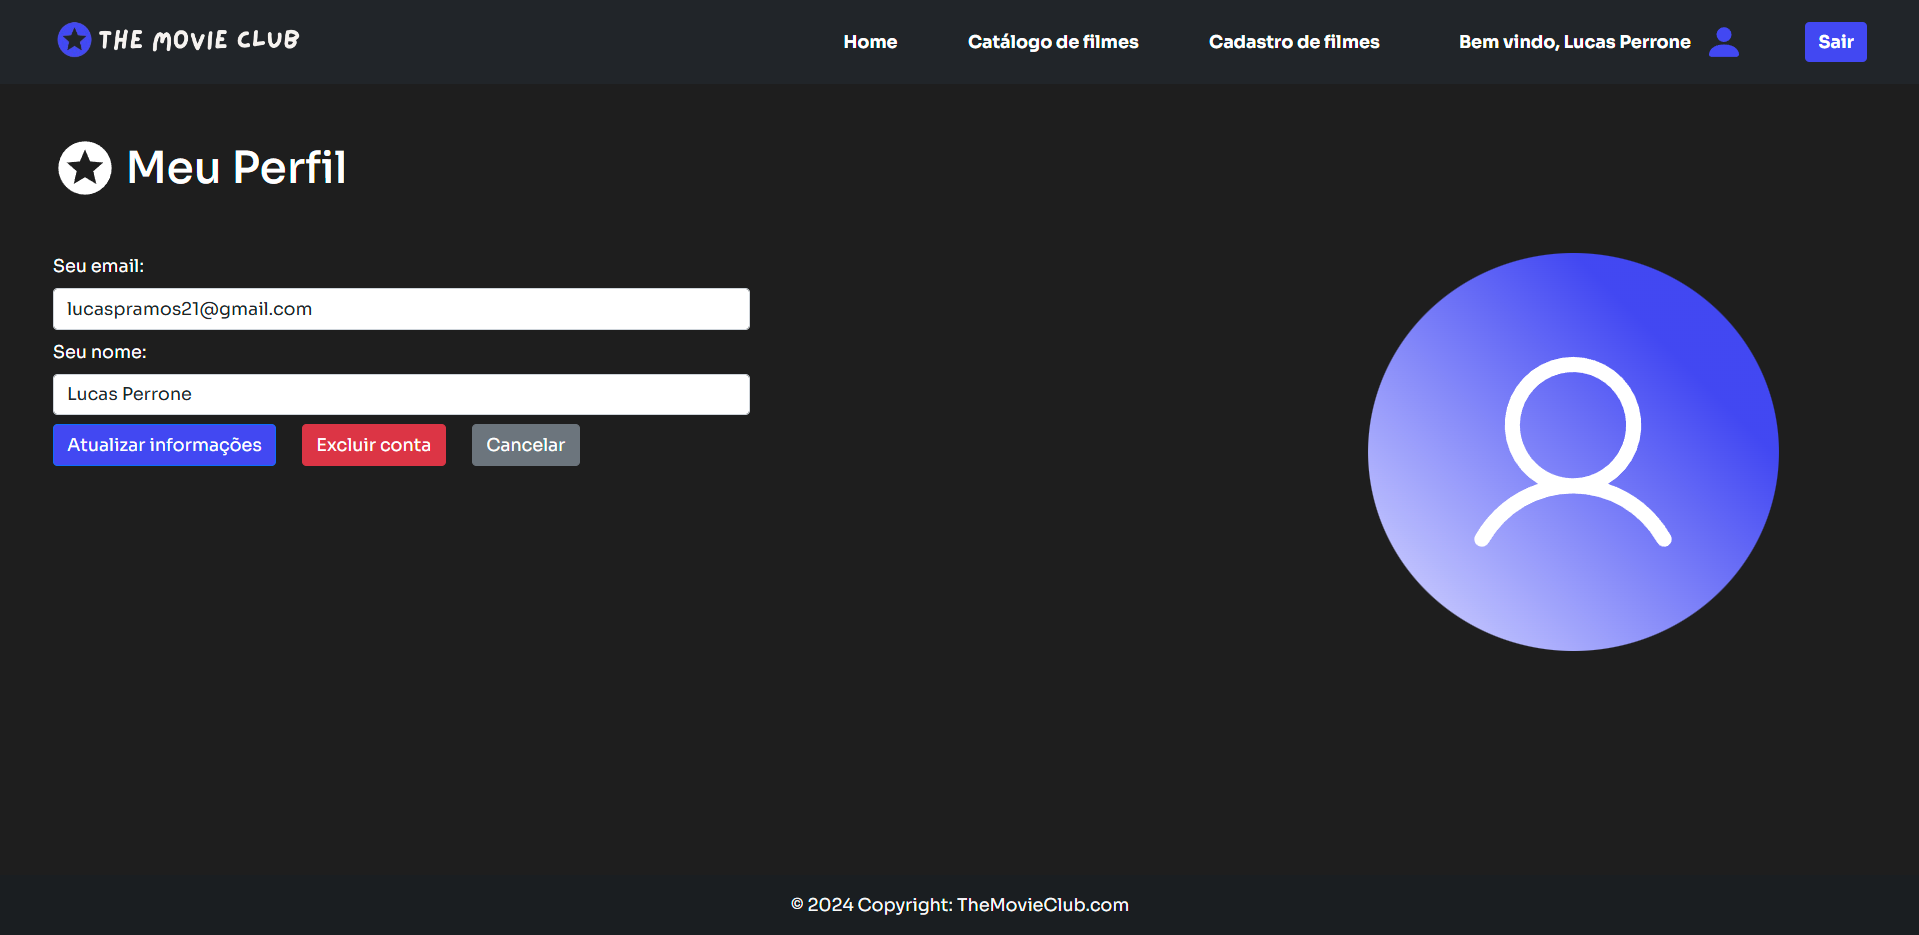 THE MOVIE CLUB
Home
Catálogo de filmes
Cadastro de filmes
Bem vindo, Lucas Perrone
Sair
Meu Perfil
Seu email:
lucaspramos21@gmail.com
Seu nome:
Lucas Perrone
Atualizar informações
Excluir conta
Cancelar
© 2024 Copyright: TheMovieClub.com